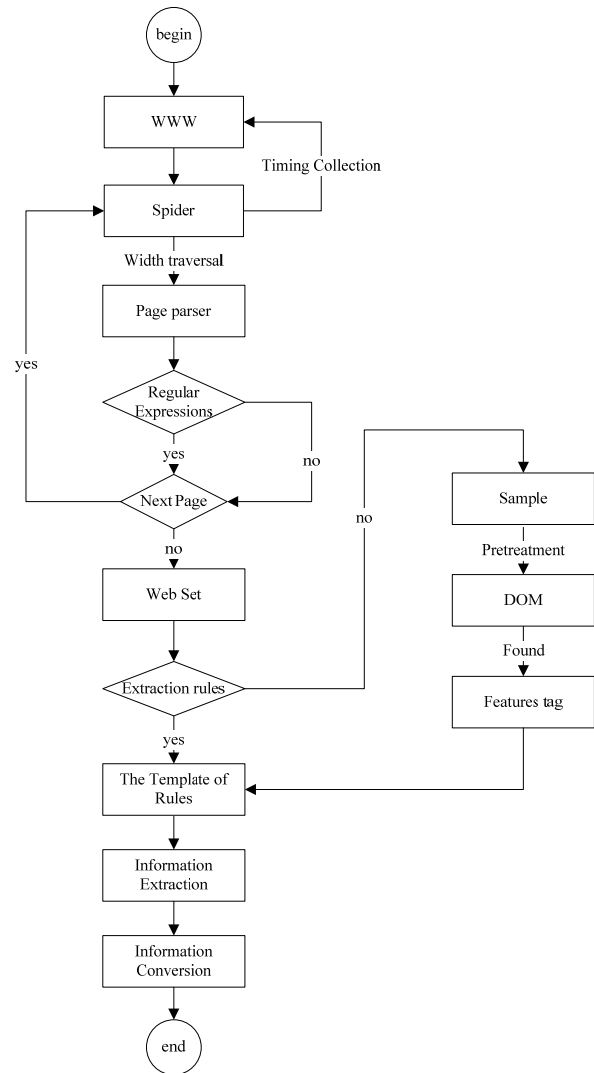 begin
WWW
Timing Collection
Spider
Width traversal
Page parser
yes
Regular
Expressions
yes
no
Next Page
no
Web Set
Extraction rules
no
Sample
Pretreatment
DOM
Found
Features tag
yes
The Template of
Rules
Information
Extraction
Information
Conversion
end